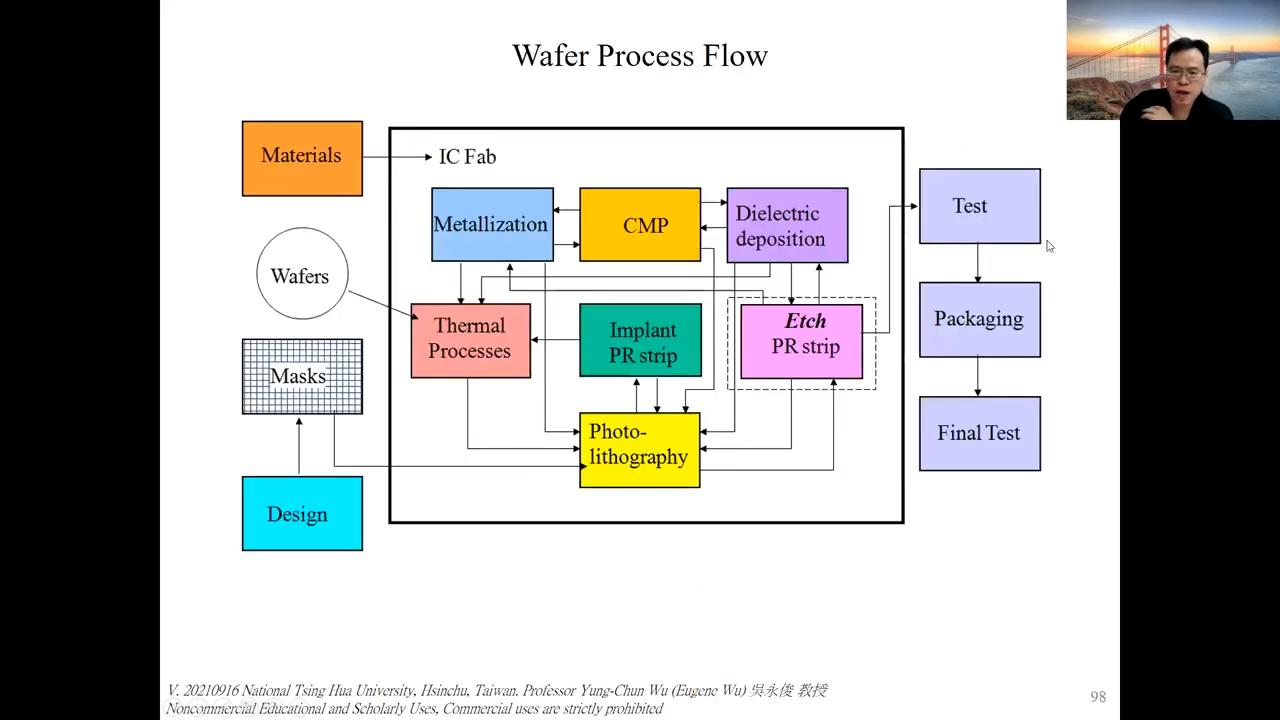 Wafer Process Flow
Materials
IC Fab
Metallization
CMP
Dielectric
deposition
Test
Wafers
Thermal
Processes
Implant
PR strip
Etch
PR strip
Packaging
Masks
Photo-
lithography
Final Test
Design
V. 20210916 National Tsing Hua University, Hsinchu, Taiwan. Professor Yung-Chun Wu (Eugene Wu) 吳永俊 教授
Noncommercial Educational and Scholarly Uses, Commercial uses are strictly prohibited
98